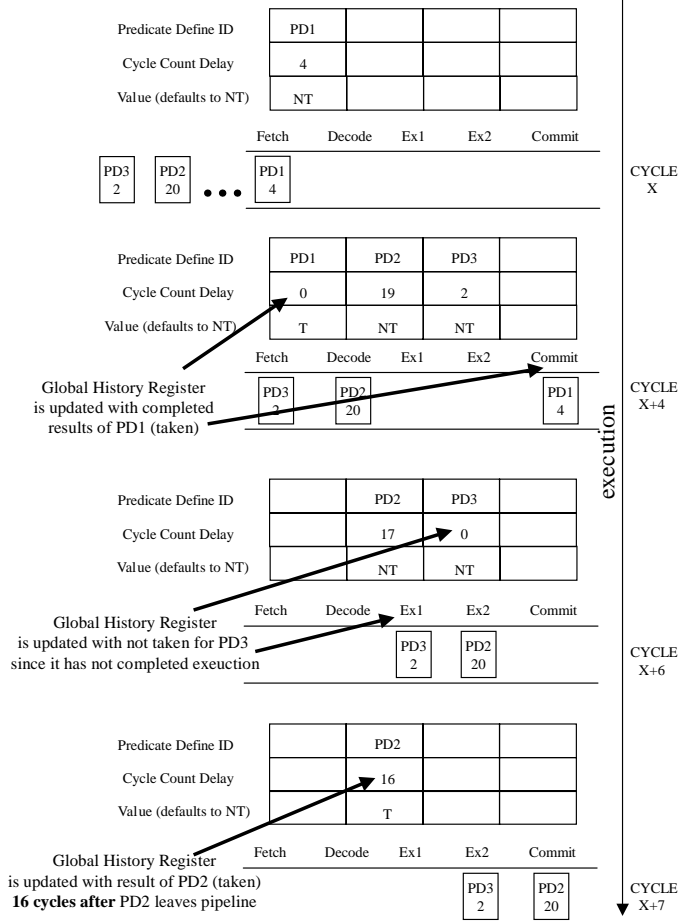 Predicate Define ID PD1
Cycle Count Delay 4
Value (defaults to NT) NT
Fetch Decode Ex1 Ex2 Commit
PD3 PD2 PD1
2 20 ••• 4
CYCLE
X
Predicate Define ID PD1 PD2 PD3
Cycle Count Delay 0 19 2
Value (defaults to NT) T NT NT
Fetch Decode Ex1 Ex2 Commit
PD3 PD2 PD1
2 20 4
Global History Register
is updated with completed
results of PD1 (taken)
CYCLE
X+4
execution
Predicate Define ID PD2 PD3
Cycle Count Delay 17 0
Value (defaults to NT) NT NT
Fetch Decode Ex1 Ex2 Commit
PD3 PD2
2 20
Global History Register
is updated with not taken for PD3
since it has not completed exeuction
CYCLE
X+6
Predicate Define ID PD2
Cycle Count Delay 16
Value (defaults to NT) T
Fetch Decode Ex1 Ex2 Commit
PD3 PD2
2 20
Global History Register
is updated with result of PD2 (taken)
16 cycles after PD2 leaves pipeline
CYCLE
X+7